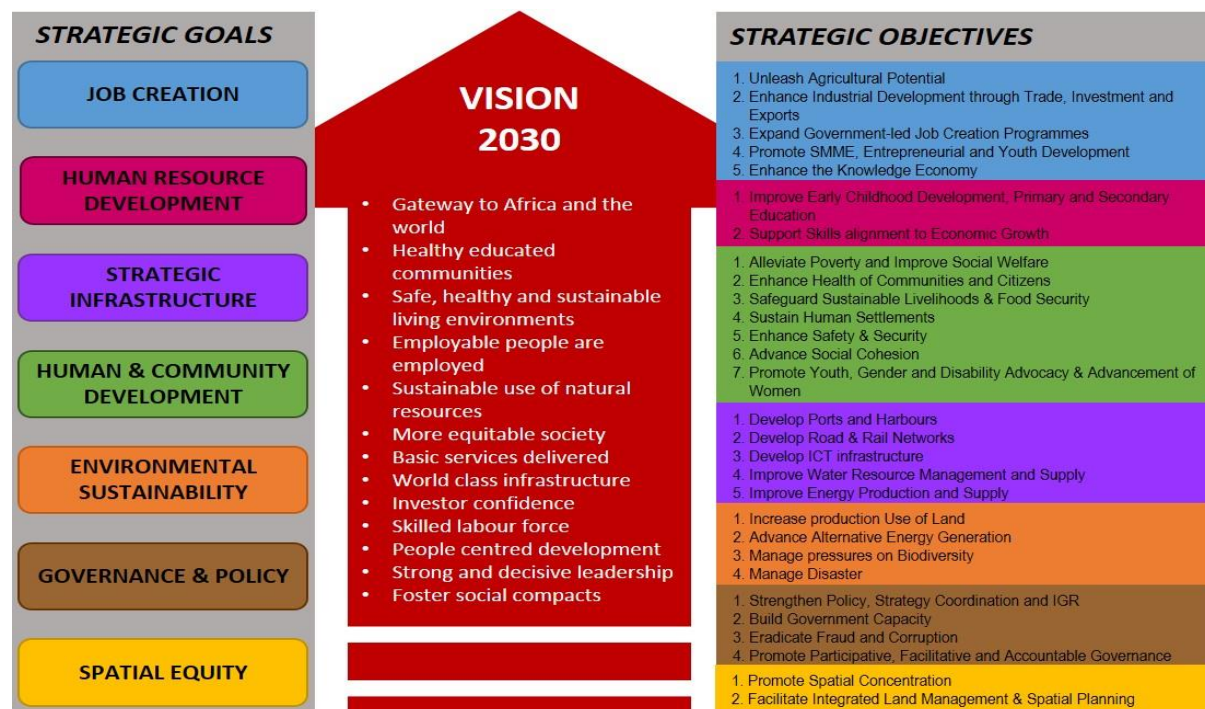 STRATEGIC GOALS
JOB CREATION
HUMAN RESOURCE
DEVELOPMENT
STRATEGIC
INFRASTRUCTURE
HUMAN & COMMUNITY
DEVELOPMENT
ENVIRONMENTAL
SUSTAINABILITY
GOVERNANCE & POLICY
SPATIAL EQUITY
VISION
2030
• Gateway to Africa and the
world
• Healthy educated
communities
• Safe, healthy and sustainable
living environments
• Employable people are
employed
• Sustainable use of natural
resources
• More equitable society
• Basic services delivered
• World class infrastructure
• Investor confidence
• Skilled labour force
• People centred development
• Strong and decisive leadership
• Foster social compacts
STRATEGIC OBJECTIVES
1. Unleash Agricultural Potential
2. Enhance Industrial Development through Trade, Investment and
Exports
3. Expand Government-led Job Creation Programmes
4. Promote SMME, Entrepreneurial and Youth Development
5. Enhance the Knowledge Economy
1. Improve Early Childhood Development, Primary and Secondary
Education
2. Support Skills alignment to Economic Growth
1. Alleviate Poverty and Improve Social Welfare
2. Enhance Health of Communities and Citizens
3. Safeguard Sustainable Livelihoods & Food Security
4. Sustain Human Settlements
5. Enhance Safety & Security
6. Advance Social Cohesion
7. Promote Youth, Gender and Disability Advocacy & Advancement of
Women
1. Develop Ports and Harbours
2. Develop Road & Rail Networks
3. Develop ICT infrastructure
4. Improve Water Resource Management and Supply
5. Improve Energy Production and Supply
1. Increase production Use of Land
2. Advance Alternative Energy Generation
3. Manage pressures on Biodiversity
4. Manage Disaster
1. Strengthen Policy, Strategy Coordination and IGR
2. Build Government Capacity
3. Eradicate Fraud and Corruption
4. Promote Participative, Facilitative and Accountable Governance
1. Promote Spatial Concentration
2. Facilitate Integrated Land Management & Spatial Planning